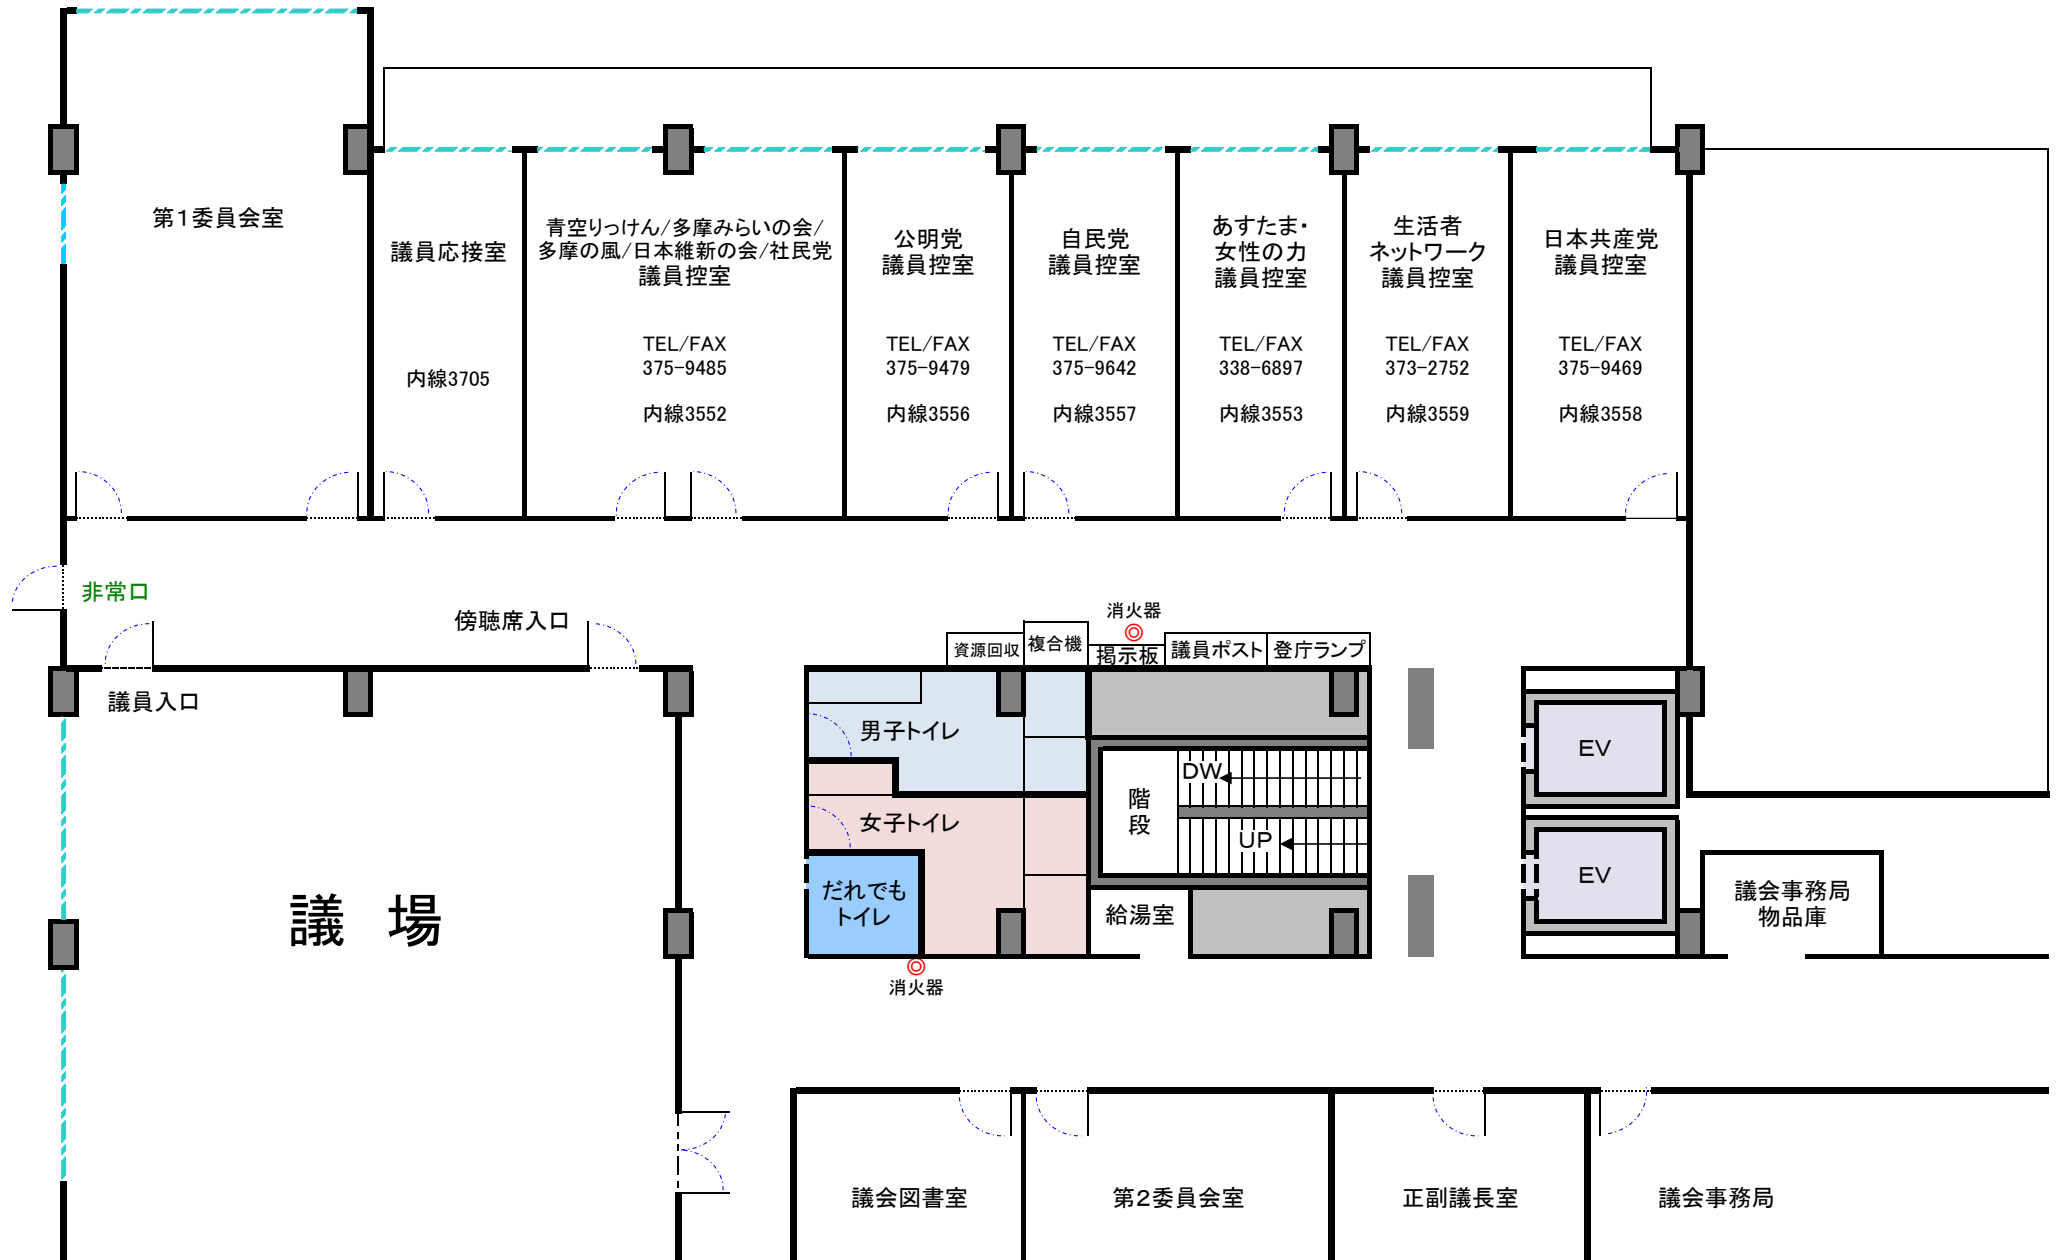 第1委員会室
議員応接室
内線3705
青空りっけん/多摩みらいの会/
多摩の風/日本維新の会/社民党
議員控室
TEL/FAX
375-9485
内線3552
公明党
議員控室
TEL/FAX
375-9479
内線3556
自民党
議員控室
TEL/FAX
375-9642
内線3557
あすたま・
女性の力
議員控室
TEL/FAX
338-6897
内線3553
生活者
ネットワーク
議員控室
TEL/FAX
373-2752
内線3559
日本共産党
議員控室
TEL/FAX
375-9469
内線3558
非常口
傍聴席入口
議員入口
消火器
資源回収
複合機
掲示板
議員ポスト
登庁ランプ
男子トイレ
女子トイレ
だれでも
トイレ
階
段
DW
UP
給湯室
消火器
EV
EV
議会事務局
物品庫
議　場
議会図書室
第2委員会室
正副議長室
議会事務局